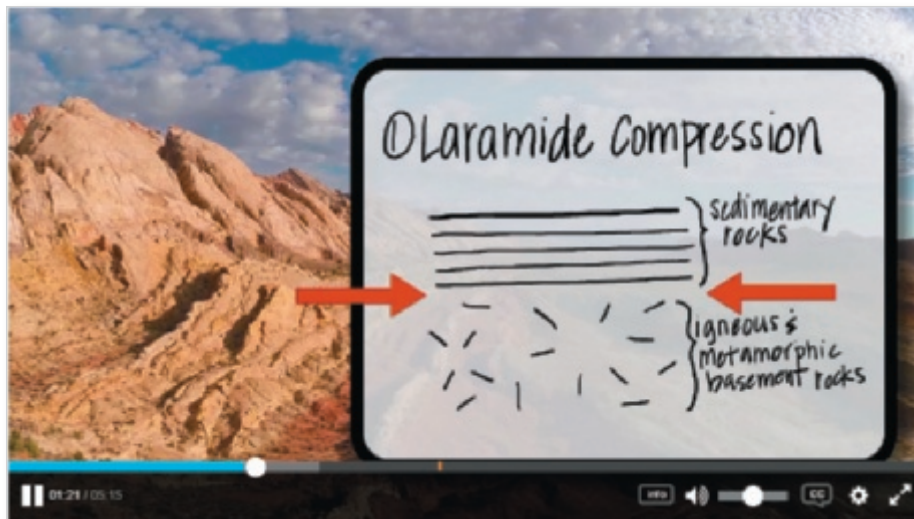 ①Laramide Compression
sedimentary
rocks
igneous &
metamorphic
basement rocks
01:21 / 05:15
info
CC